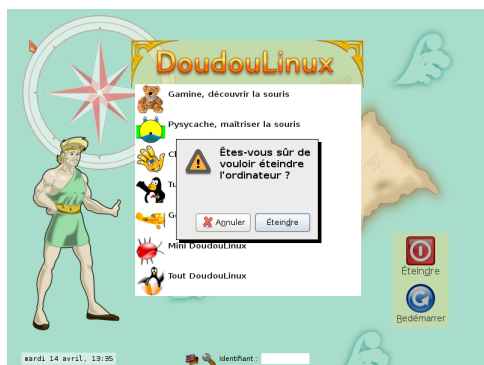 DoudouLinux
Gamine, découvrir la souris
Pysycache, maîtriser la souris
Êtes-vous sûr de
vouloir éteindre
l'ordinateur ?
Annuler
Éteindre
Mini DoudouLinux
Tout DoudouLinux
Éteindre
Redémarrer
mardi 14 avril, 13:35
Identifiant :